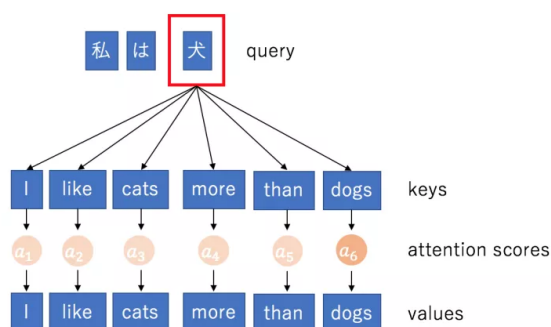 私 は 犬 query
I like cats more than dogs keys
a₁ a₂ a₃ a₄ a₅ a₆ attention scores
I like cats more than dogs values